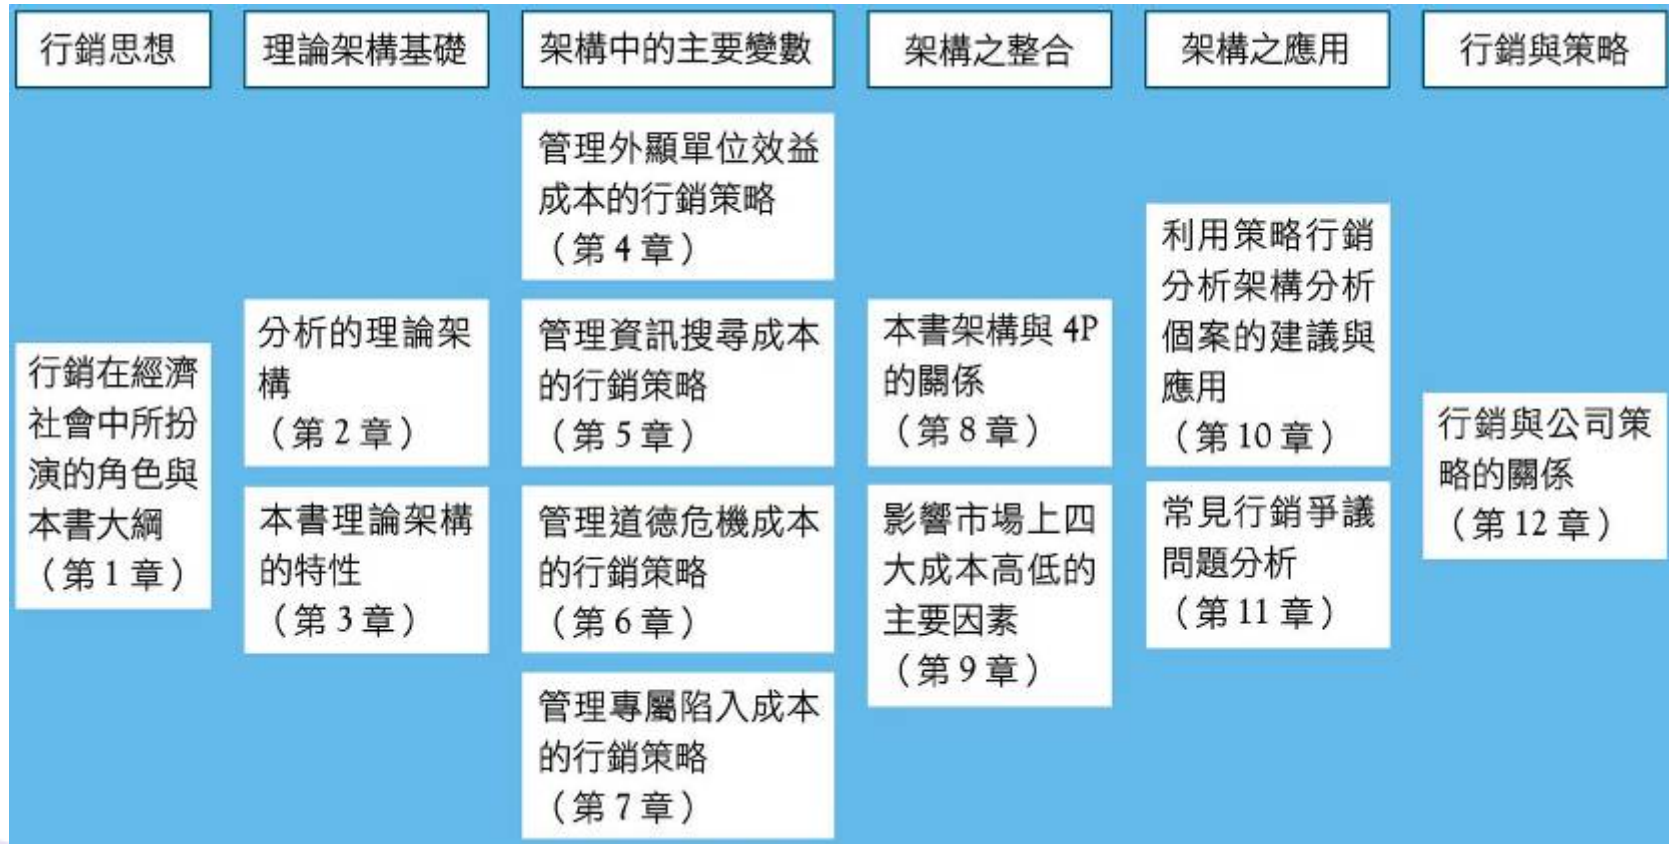 行銷思想
理論架構基礎
架構中的主要變數
架構之整合
架構之應用
行銷與策略
行銷在經濟
社會中所扮
演的角色與
本書大綱
（第1章）
分析的理論架
構
（第2章）
本書理論架構
的特性
（第3章）
管理外顯單位效益
成本的行銷策略
（第4章）
管理資訊搜尋成本
的行銷策略
（第5章）
管理道德危機成本
的行銷策略
（第6章）
管理專屬陷入成本
的行銷策略
（第7章）
本書架構與4P
的關係
（第8章）
影響市場上四
大成本高低的
主要因素
（第9章）
利用策略行銷
分析架構分析
個案的建議與
應用
（第10章）
常見行銷爭議
問題分析
（第11章）
行銷與公司策
略的關係
（第12章）